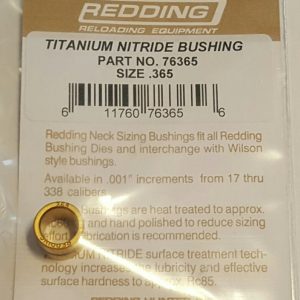 REDDING
RELOADING EQUIPMENT
TITANIUM NITRIDE BUSHING
PART NO. 76365
SIZE .365
6 11760 76365 6
Redding Neck Sizing Bushings fit all Redding
Bushing Dies and interchange with Wilson
style bushings.
Available in .001" increments from 17 thru
338 calibers.
Bushings are heat treated to approx.
and hand polished to reduce sizing
effort. lubrication is recommended.
NITRIDE surface treatment tech-
nology increases the lubricity and effective
surface hardness to approx. Rc85.